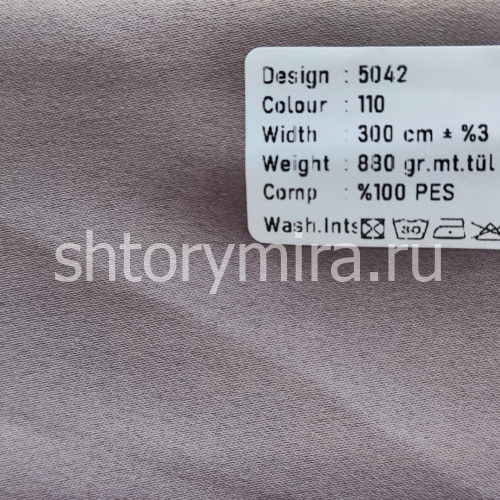 Design : 5042
Colour : 110
Width : 300 cm ± %3
Weight : 880 gr.mt.tül
Comp : %100 PES
Wash.Ints
30
shtorymira.ru